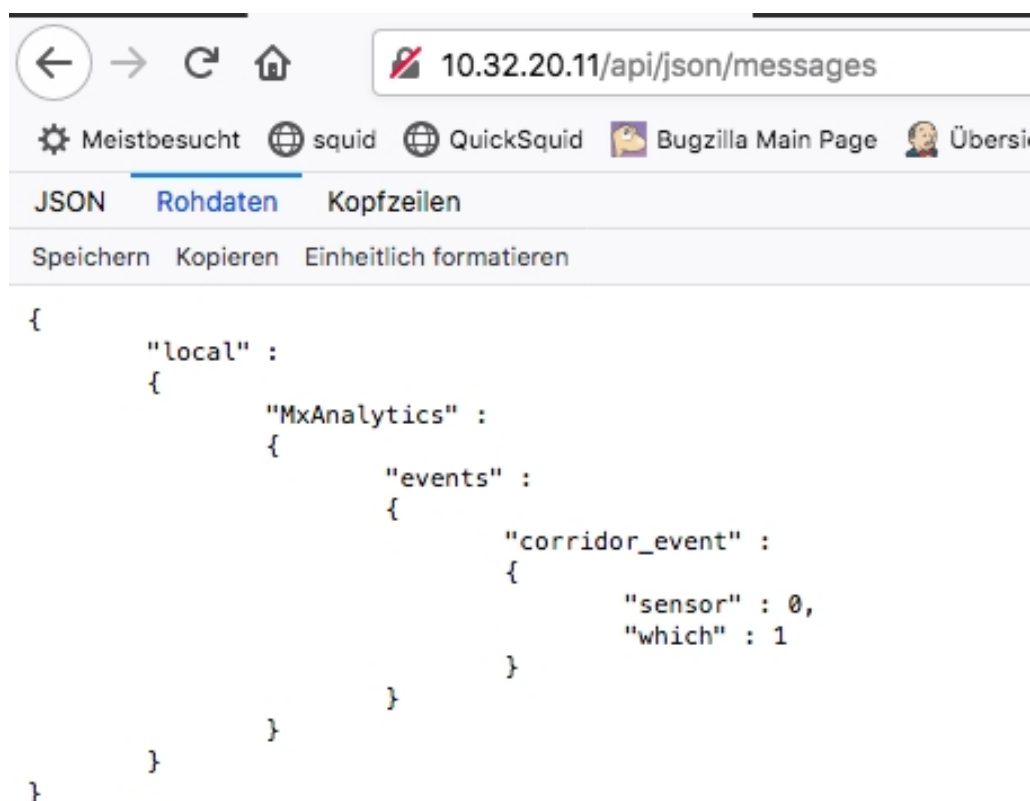 10.32.20.11/api/json/messages
Meistbesucht squid QuickSquid Bugzilla Main Page Übersi
JSON Rohdaten Kopfzeilen
Speichern Kopieren Einheitlich formatieren
{
"local" :
{
"MxAnalytics" :
{
"events" :
{
"corridor_event" :
{
"sensor" : 0,
"which" : 1
}
}
}
}
}